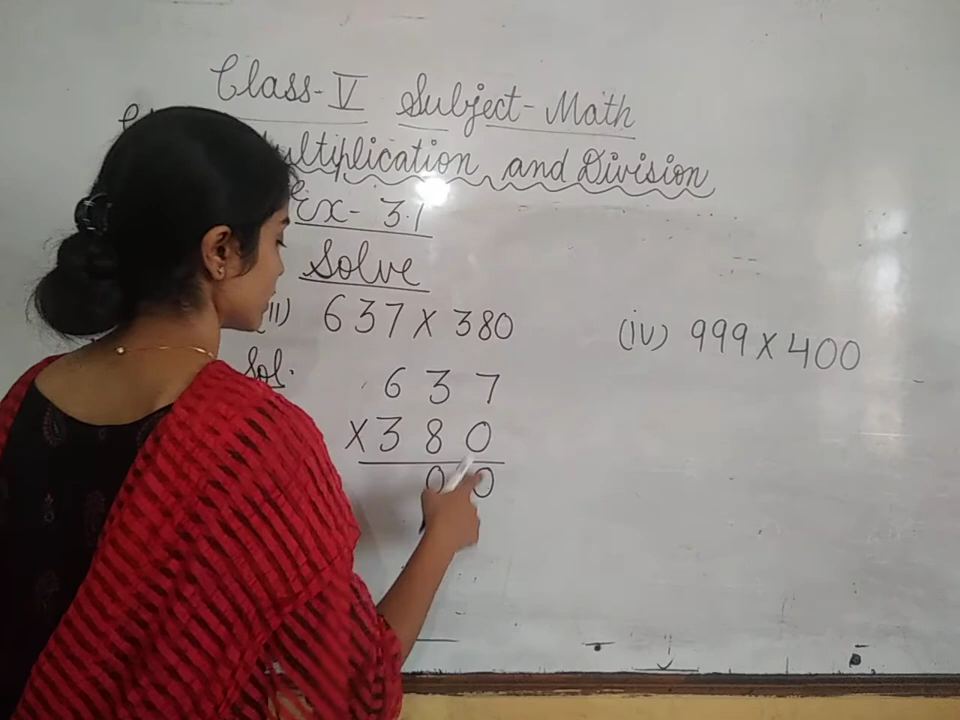 Class-V Subject-Math
Multiplication and Division
Ex- 3.1
Solve
(ii) 637 X 380
(iv) 999 X 400
Sol.
6 3 7
X 3 8 0
0 0